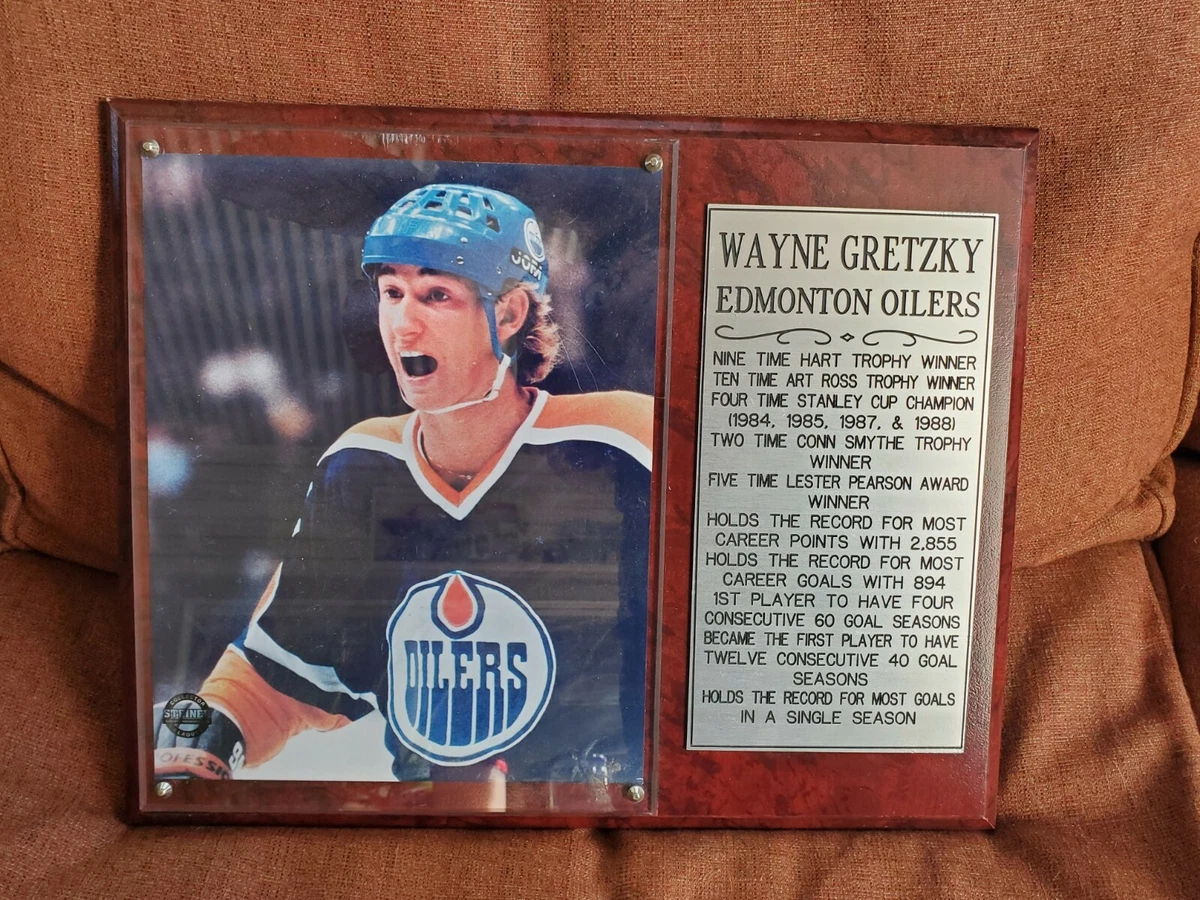 JOFA
OILERS
STEINER
OLESSIC
WAYNE GRETZKY
EDMONTON OILERS
NINE TIME HART TROPHY WINNER
TEN TIME ART ROSS TROPHY WINNER
FOUR TIME STANLEY CUP CHAMPION
(1984, 1985, 1987, & 1988)
TWO TIME CONN SMYTHE TROPHY
WINNER
FIVE TIME LESTER PEARSON AWARD
WINNER
HOLDS THE RECORD FOR MOST
CAREER POINTS WITH 2,855
HOLDS THE RECORD FOR MOST
CAREER GOALS WITH 894
1ST PLAYER TO HAVE FOUR
CONSECUTIVE 60 GOAL SEASONS
BECAME THE FIRST PLAYER TO HAVE
TWELVE CONSECUTIVE 40 GOAL
SEASONS
HOLDS THE RECORD FOR MOST GOALS
IN A SINGLE SEASON